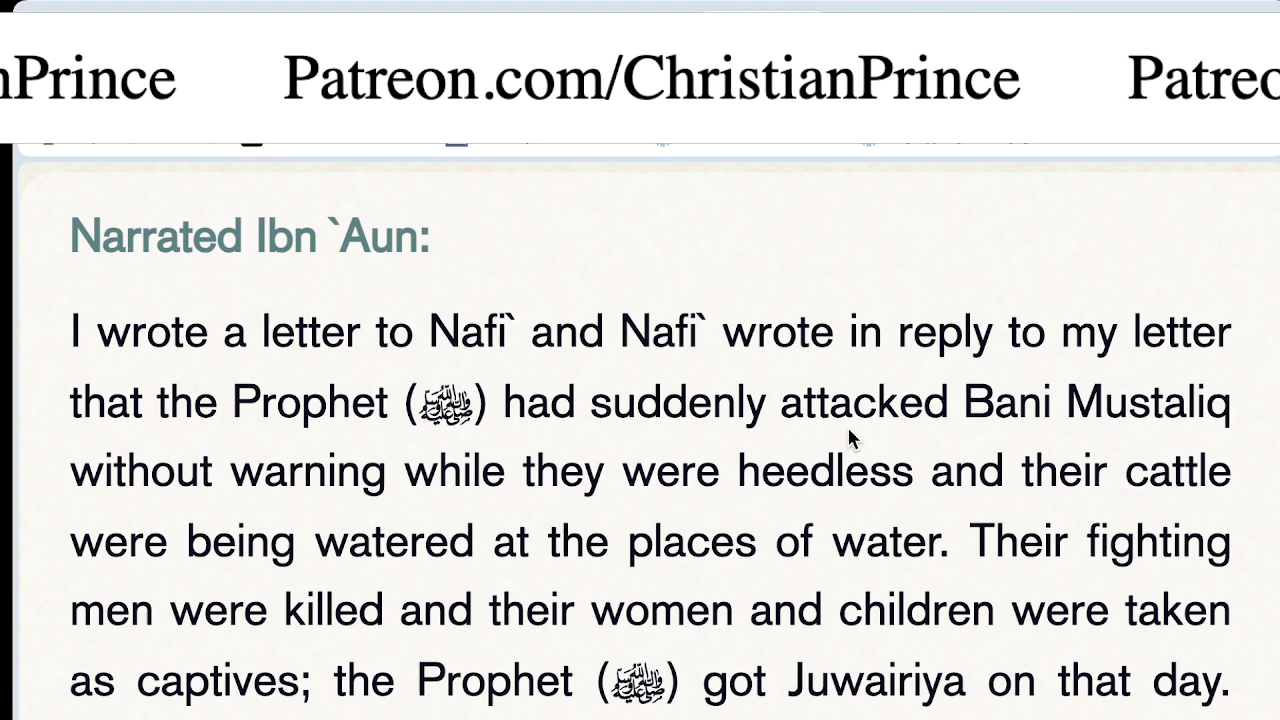 nPrince Patreon.com/ChristianPrince Patreo
Narrated Ibn `Aun:
I wrote a letter to Nafi` and Nafi` wrote in reply to my letter
that the Prophet (ﷺ) had suddenly attacked Bani Mustaliq
without warning while they were heedless and their cattle
were being watered at the places of water. Their fighting
men were killed and their women and children were taken
as captives; the Prophet (ﷺ) got Juwairiya on that day.